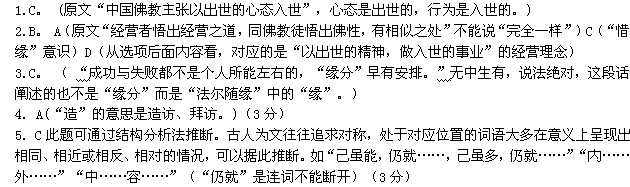 1.C。 (原文“中国佛教主张以出世的心态入世”，心态是出世的，行为是入世的。)
2.B。 A(原文“经营者悟出经营之道，同佛教徒悟出佛性，有相似之处”不能说“完全一样”)C(“惜
缘”意识) D (从选项后面内容看，对应的是“以出世的精神，做入世的事业”的经营理念)
3.C。 ( “成功与失败都不是个人所能左右的，“缘分”早有安排。”无中生有，说法绝对，这段话
阐述的也不是“缘分”而是“法尔随缘”中的“缘”。)
4. A(“造”的意思是造访、拜访。)(3分)
5. C此题可通过结构分析法推断。古人为文往往追求对称，处于对应位置的词语大多在意义上呈现出
相同、相近或相反、相对的情况，可以据此推断。如“己虽能，仍就……，己虽多，仍就……”“内……
外……” “中……容……” (“仍就”是连词不能断开) (3分)